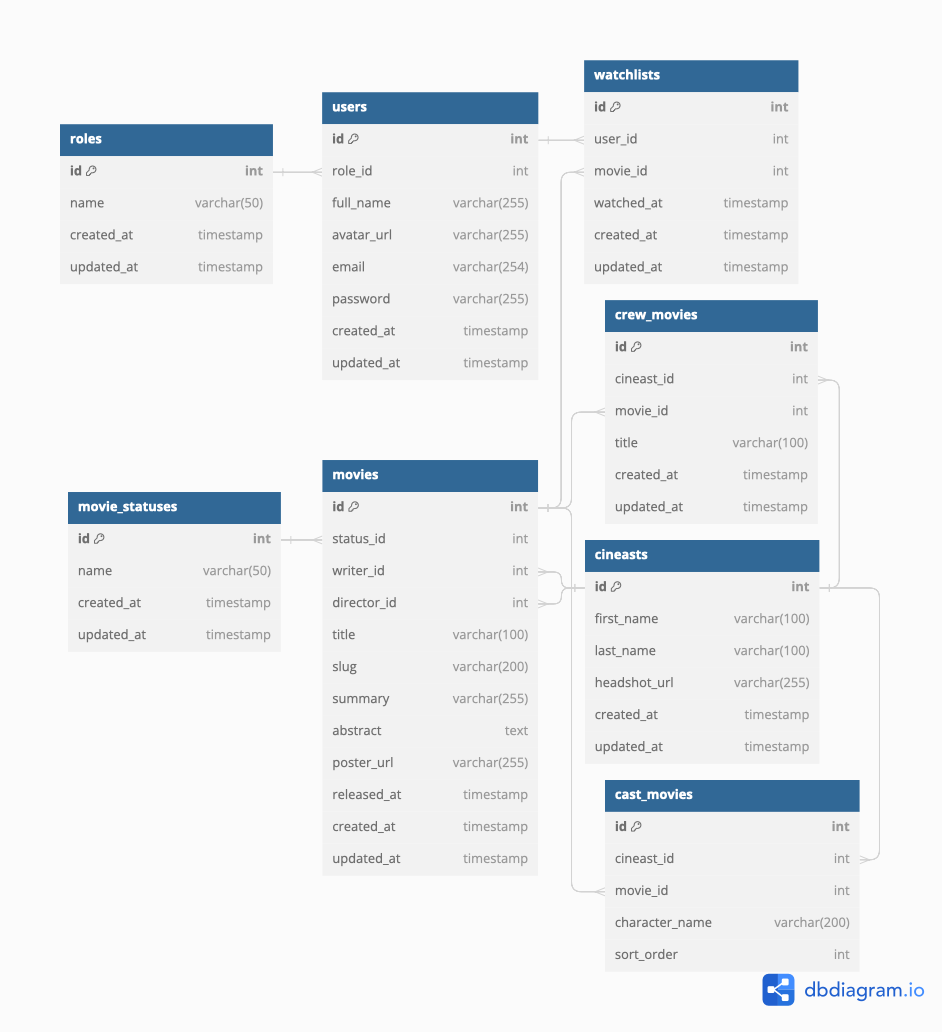 watchlists
id int
user_id int
movie_id int
watched_at timestamp
created_at timestamp
updated_at timestamp
users
id int
role_id int
full_name varchar(255)
avatar_url varchar(255)
email varchar(254)
password varchar(255)
created_at timestamp
updated_at timestamp
roles
id int
name varchar(50)
created_at timestamp
updated_at timestamp
crew_movies
id int
cineast_id int
movie_id int
title varchar(100)
created_at timestamp
updated_at timestamp
movies
id int
status_id int
writer_id int
director_id int
title varchar(100)
slug varchar(200)
summary varchar(255)
abstract text
poster_url varchar(255)
released_at timestamp
created_at timestamp
updated_at timestamp
movie_statuses
id int
name varchar(50)
created_at timestamp
updated_at timestamp
cineasts
id int
first_name varchar(100)
last_name varchar(100)
headshot_url varchar(255)
created_at timestamp
updated_at timestamp
cast_movies
id int
cineast_id int
movie_id int
character_name varchar(200)
sort_order int
dbdiagram.io